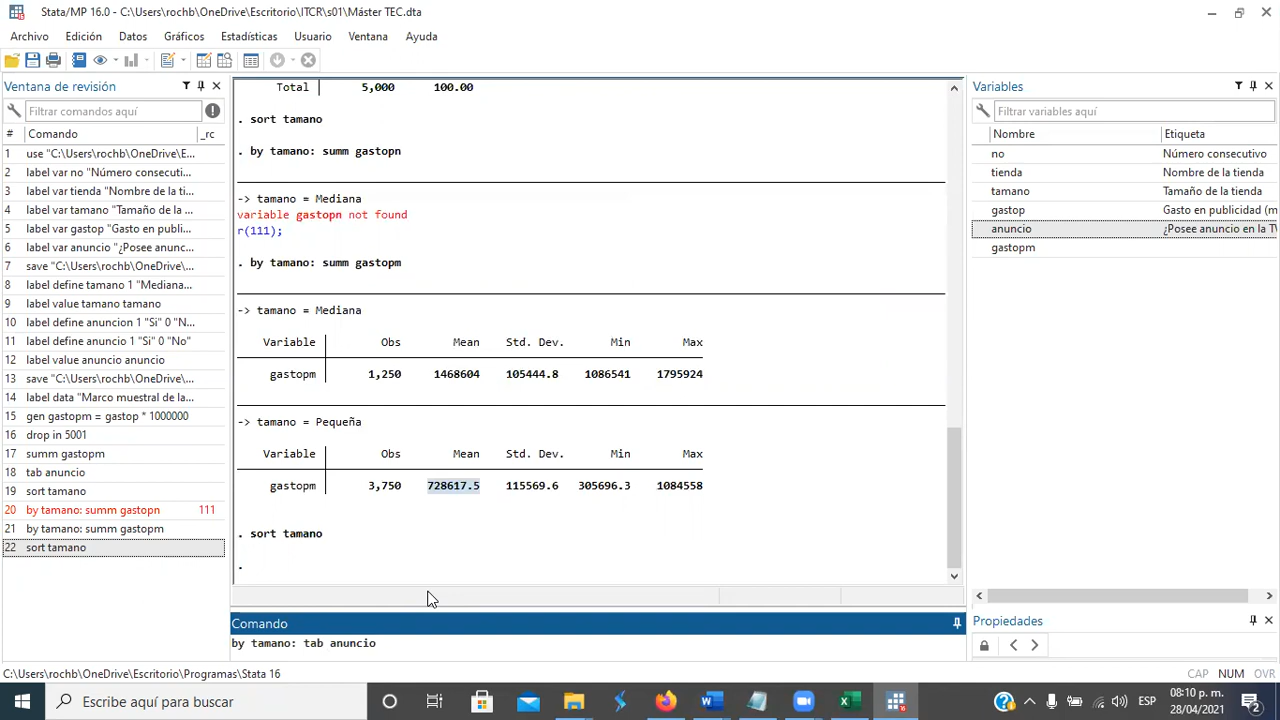 Stata/MP 16.0 - C:\Users\rochb\OneDrive\Escritorio\ITCR\s01\Máster TEC.dta
Archivo Edición Datos Gráficos Estadísticas Usuario Ventana Ayuda
Ventana de revisión
Filtrar comandos aquí
# Comando _rc
1 use "C:\Users\rochb\OneDrive\E...
2 label var no "Número consecuti...
3 label var tienda "Nombre de la ti...
4 label var tamano "Tamaño de la ...
5 label var gastop "Gasto en publi...
6 label var anuncio "¿Posee anunc...
7 save "C:\Users\rochb\OneDrive\...
8 label define tamano 1 "Mediana...
9 label value tamano tamano
10 label define anuncion 1 "Si" 0 "N...
11 label define anuncio 1 "Si" 0 "No"
12 label value anuncio anuncio
13 save "C:\Users\rochb\OneDrive\...
14 label data "Marco muestral de la...
15 gen gastopm = gastop * 1000000
16 drop in 5001
17 summ gastopm
18 tab anuncio
19 sort tamano
20 by tamano: summ gastopn 111
21 by tamano: summ gastopm
22 sort tamano
Total 5,000 100.00
. sort tamano
. by tamano: summ gastopn
-> tamano = Mediana
variable gastopn not found
r(111);
. by tamano: summ gastopm
-> tamano = Mediana
Variable Obs Mean Std. Dev. Min Max
gastopm 1,250 1468604 105444.8 1086541 1795924
-> tamano = Pequeña
Variable Obs Mean Std. Dev. Min Max
gastopm 3,750 728617.5 115569.6 305696.3 1084558
. sort tamano
.
Comando
by tamano: tab anuncio
Variables
Filtrar variables aquí
Nombre Etiqueta
no Número consecutivo
tienda Nombre de la tienda
tamano Tamaño de la tienda
gastop Gasto en publicidad (m
anuncio ¿Posee anuncio en la TV
gastopm
Propiedades
C:\Users\rochb\OneDrive\Escritorio\Programas\Stata 16
CAP NUM OVR
Escribe aquí para buscar
ESP
08:10 p. m.
28/04/2021
2